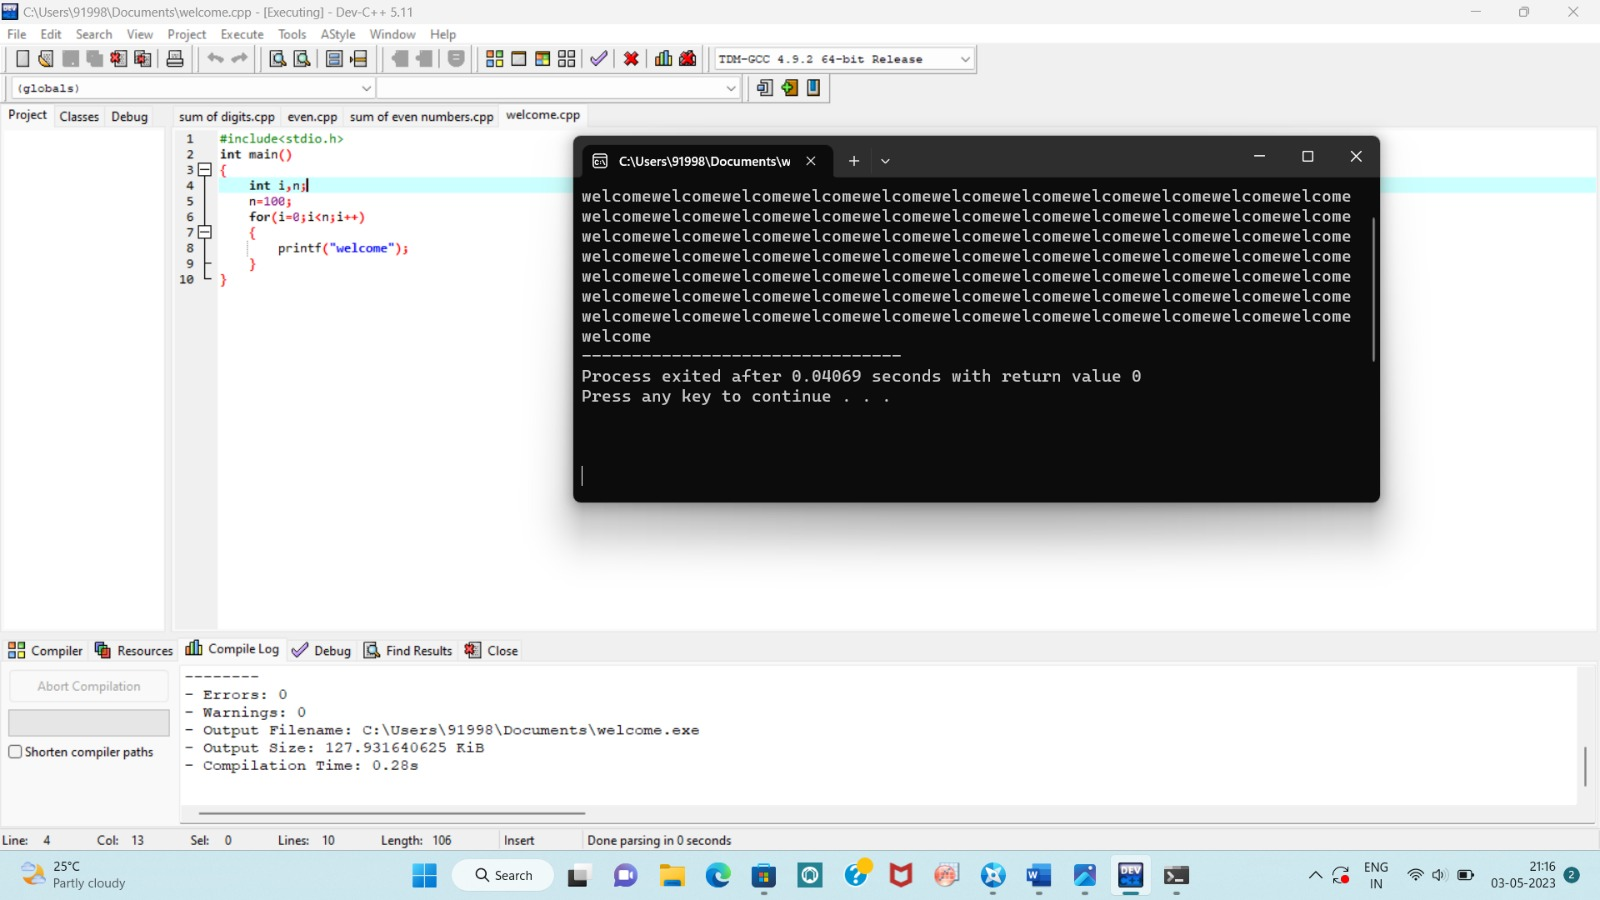 C:\Users\91998\Documents\welcome.cpp - [Executing] - Dev-C++ 5.11
File Edit Search View Project Execute Tools AStyle Window Help
TDM-GCC 4.9.2 64-bit Release
(globals)
Project Classes Debug
sum of digits.cpp even.cpp sum of even numbers.cpp welcome.cpp
1 #include<stdio.h>
2 int main()
3 {
4 int i,n;
5 n=100;
6 for(i=0;i<n;i++)
7 {
8 printf("welcome");
9 }
10 }
C:\Users\91998\Documents\w
welcomewelcomewelcomewelcomewelcomewelcomewelcomewelcomewelcomewelcomewelcome
welcomewelcomewelcomewelcomewelcomewelcomewelcomewelcomewelcomewelcomewelcome
welcomewelcomewelcomewelcomewelcomewelcomewelcomewelcomewelcomewelcomewelcome
welcomewelcomewelcomewelcomewelcomewelcomewelcomewelcomewelcomewelcomewelcome
welcomewelcomewelcomewelcomewelcomewelcomewelcomewelcomewelcomewelcomewelcome
welcomewelcomewelcomewelcomewelcomewelcomewelcomewelcomewelcomewelcomewelcome
welcomewelcomewelcomewelcomewelcomewelcomewelcomewelcomewelcomewelcomewelcome
welcome
--------------------------------
Process exited after 0.04069 seconds with return value 0
Press any key to continue . . .
Compiler Resources Compile Log Debug Find Results Close
Abort Compilation
Shorten compiler paths
--------
- Errors: 0
- Warnings: 0
- Output Filename: C:\Users\91998\Documents\welcome.exe
- Output Size: 127.931640625 KiB
- Compilation Time: 0.28s
Line: 4 Col: 13 Sel: 0 Lines: 10 Length: 106 Insert Done parsing in 0 seconds
25°C
Partly cloudy
Search
DEV
ENG
IN
21:16
03-05-2023
2